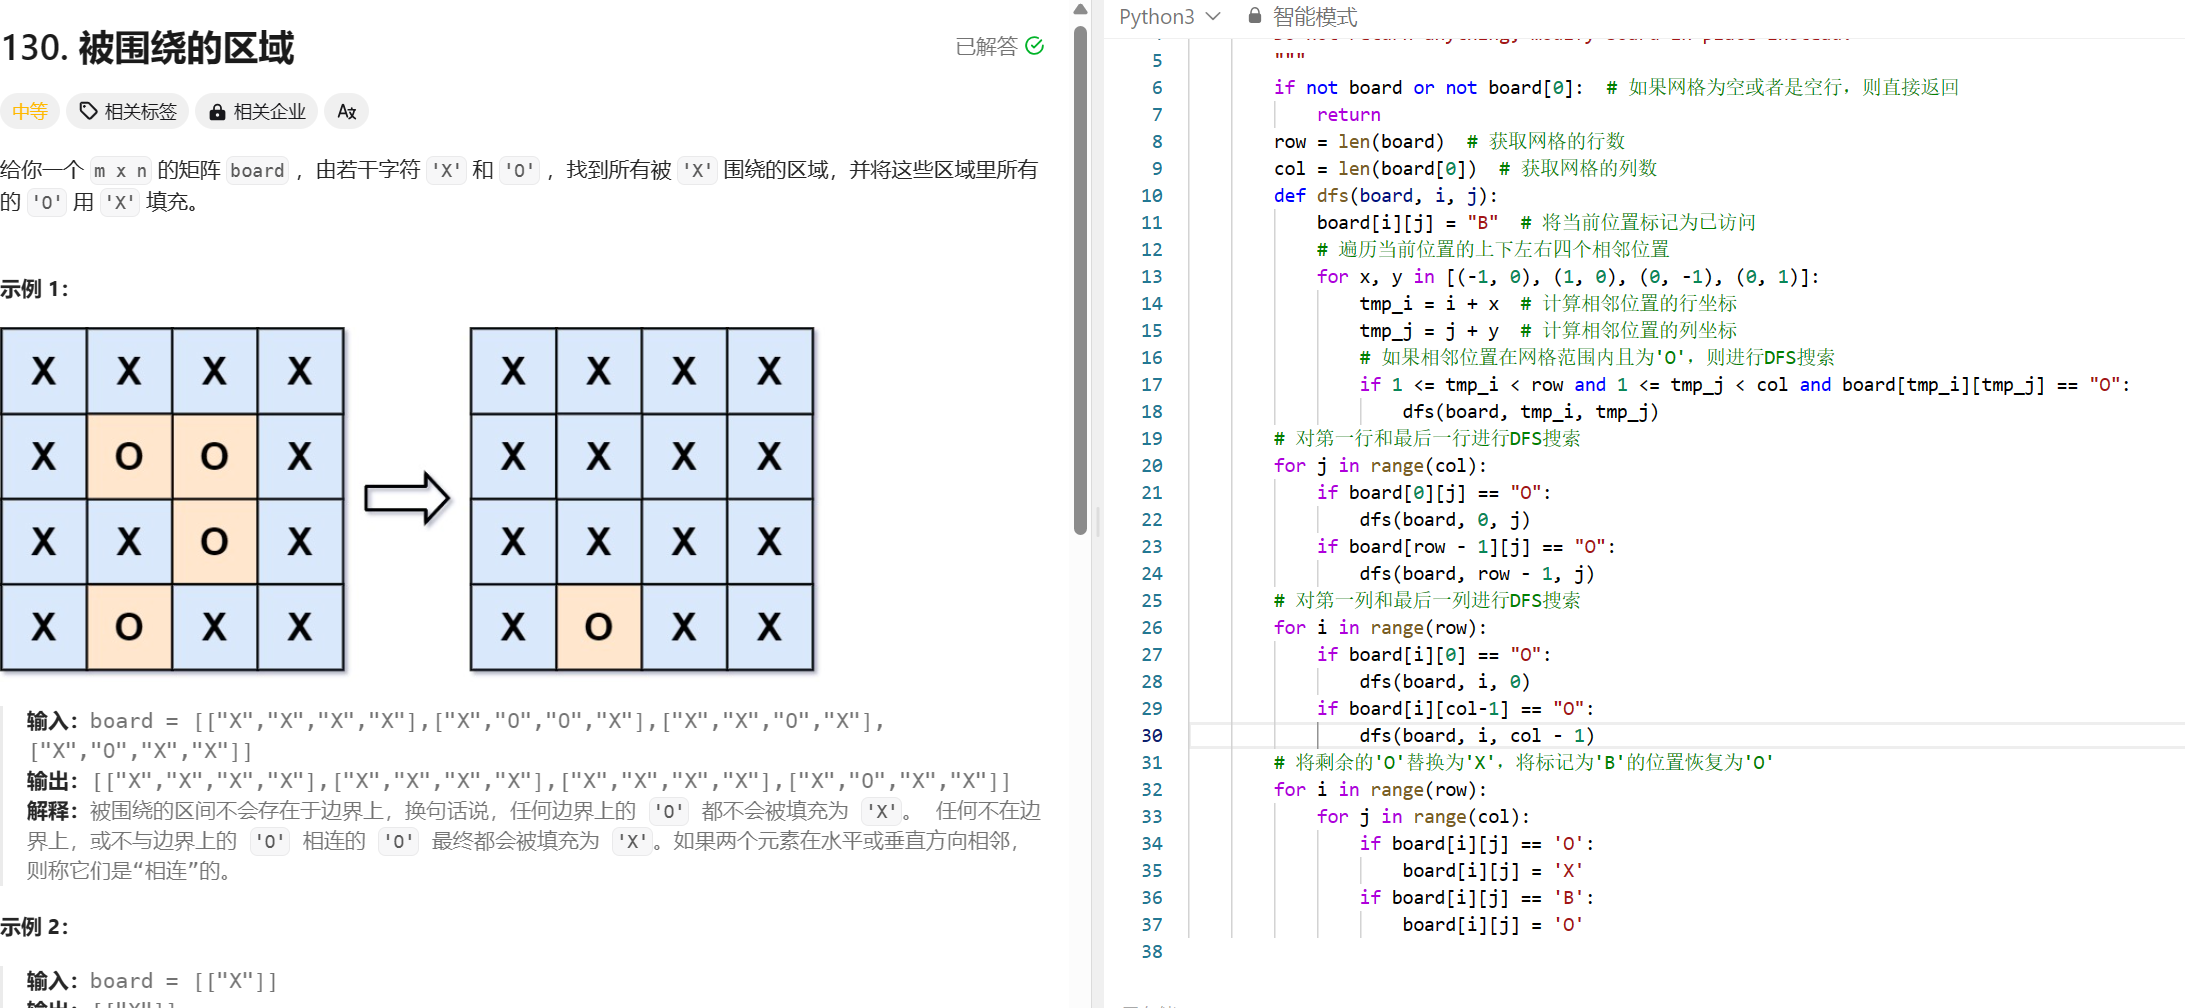 130. 被围绕的区域
已解答
中等 相关标签 相关企业
给你一个 m x n 的矩阵 board ，由若干字符 'X' 和 'O' ，找到所有被 'X' 围绕的区域，并将这些区域里所有
的 'O' 用 'X' 填充。
示例 1：
X X X X
X O O X
X X O X
X O X X
X X X X
X X X X
X X X X
X O X X
输入：board = [["X","X","X","X"],["X","O","O","X"],["X","X","O","X"],
["X","O","X","X"]]
输出：[["X","X","X","X"],["X","X","X","X"],["X","X","X","X"],["X","O","X","X"]]
解释：被围绕的区间不会存在于边界上，换句话说，任何边界上的 'O' 都不会被填充为 'X'。 任何不在边
界上，或不与边界上的 'O' 相连的 'O' 最终都会被填充为 'X'。如果两个元素在水平或垂直方向相邻，
则称它们是“相连”的。
示例 2：
输入：board = [["X"]]
Python3 智能模式
5 """
6 if not board or not board[0]:  # 如果网格为空或者是空行，则直接返回
7 return
8 row = len(board)  # 获取网格的行数
9 col = len(board[0])  # 获取网格的列数
10 def dfs(board, i, j):
11 board[i][j] = "B"  # 将当前位置标记为已访问
12 # 遍历当前位置的上下左右四个相邻位置
13 for x, y in [(-1, 0), (1, 0), (0, -1), (0, 1)]:
14 tmp_i = i + x  # 计算相邻位置的行坐标
15 tmp_j = j + y  # 计算相邻位置的列坐标
16 # 如果相邻位置在网格范围内且为'O'，则进行DFS搜索
17 if 1 <= tmp_i < row and 1 <= tmp_j < col and board[tmp_i][tmp_j] == "O":
18 dfs(board, tmp_i, tmp_j)
19 # 对第一行和最后一行进行DFS搜索
20 for j in range(col):
21 if board[0][j] == "O":
22 dfs(board, 0, j)
23 if board[row - 1][j] == "O":
24 dfs(board, row - 1, j)
25 # 对第一列和最后一列进行DFS搜索
26 for i in range(row):
27 if board[i][0] == "O":
28 dfs(board, i, 0)
29 if board[i][col-1] == "O":
30 dfs(board, i, col - 1)
31 # 将剩余的'O'替换为'X'，将标记为'B'的位置恢复为'O'
32 for i in range(row):
33 for j in range(col):
34 if board[i][j] == 'O':
35 board[i][j] = 'X'
36 if board[i][j] == 'B':
37 board[i][j] = 'O'
38